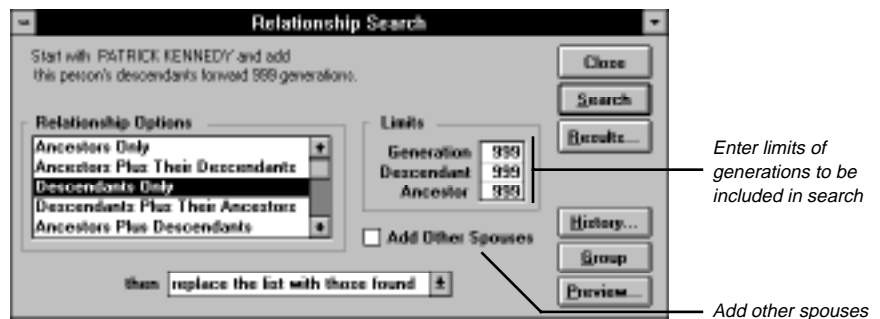 Relationship Search
Start with 'PATRICK KENNEDY' and add
this person's descendants forward 999 generations.
Close
Search
Results...
Relationship Options
Ancestors Only
Ancestors Plus Their Descendants
Descendants Only
Descendants Plus Their Ancestors
Ancestors Plus Descendants
Limits
Generation 999
Descendant 999
Ancestor 999
Enter limits of
generations to be
included in search
Add Other Spouses
History...
Group
Preview...
then replace the list with those found
Add other spouses